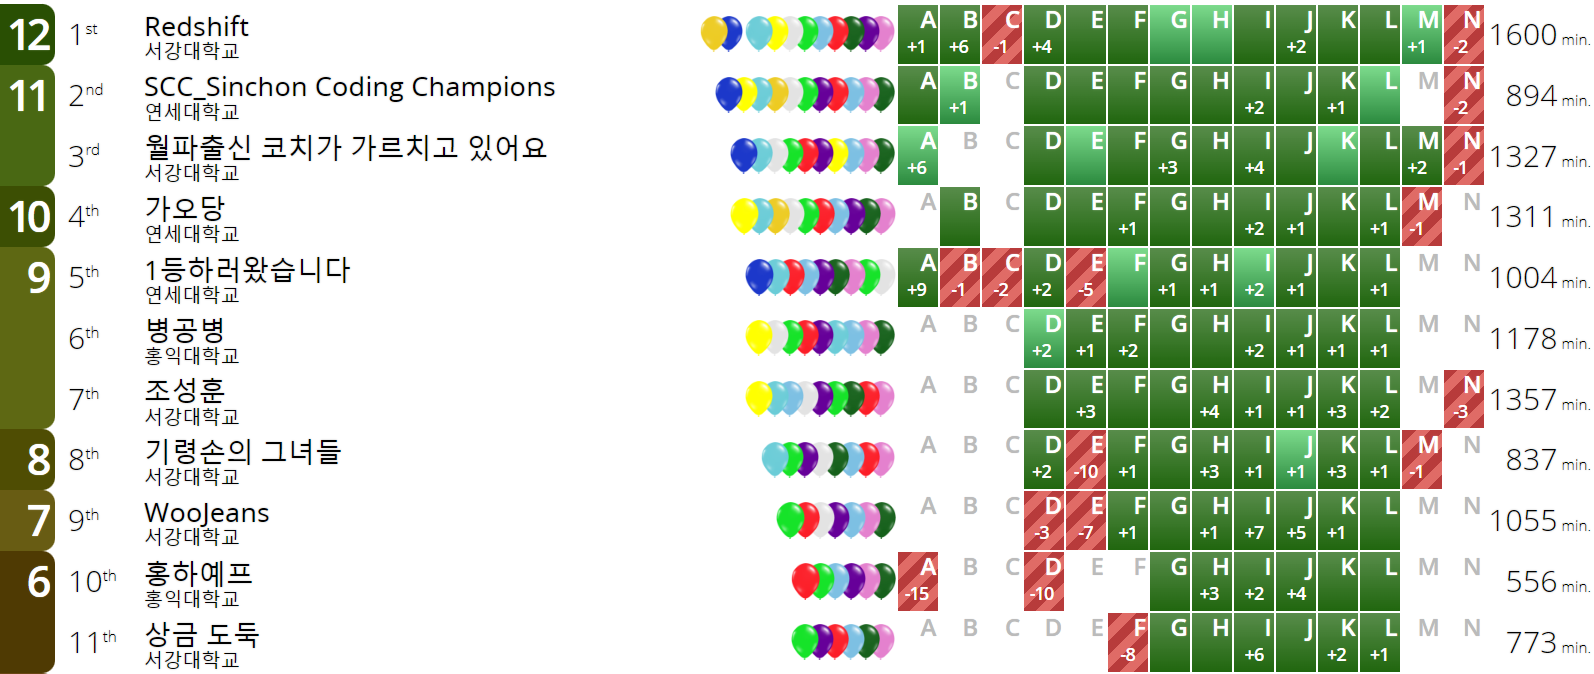 12 1st Redshift A B C D E F G H I J K L M N 1600 min.
서강대학교 +1 +6 -1 +4 +2 +1 -2
11 2nd SCC_Sinchon Coding Champions A B C D E F G H I J K L M N 894 min.
연세대학교 +1 +2 +1 -2
3rd 월파출신 코치가 가르치고 있어요 A B C D E F G H I J K L M N 1327 min.
서강대학교 +6 +3 +4 +2 -1
10 4th 가오당 A B C D E F G H I J K L M N 1311 min.
연세대학교 +1 +2 +1 +1 -1
9 5th 1등하러왔습니다 A B C D E F G H I J K L M N 1004 min.
연세대학교 +9 -1 -2 +2 -5 +1 +1 +2 +1 +1
6th 병공병 A B C D E F G H I J K L M N 1178 min.
홍익대학교 +2 +1 +2 +2 +1 +1 +1
7th 조성훈 A B C D E F G H I J K L M N 1357 min.
서강대학교 +3 +4 +1 +1 +3 +2 -3
8 8th 기령손의 그녀들 A B C D E F G H I J K L M N 837 min.
서강대학교 +2 -10 +1 +3 +1 +1 +3 +1 -1
7 9th WooJeans A B C D E F G H I J K L M N 1055 min.
서강대학교 -3 -7 +1 +1 +7 +5 +1
6 10th 홍하예프 A B C D E F G H I J K L M N 556 min.
홍익대학교 -15 -10 +3 +2 +4
11th 상금 도둑 A B C D E F G H I J K L M N 773 min.
서강대학교 -8 +6 +2 +1